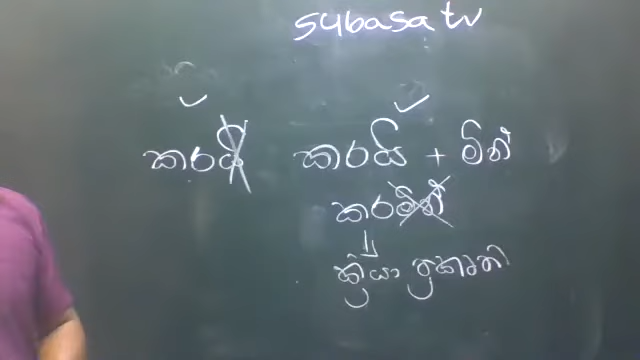 subasa tv
කරයි කරයි + මින්
කරමින්
ක්‍රියා ප්‍රකෘති